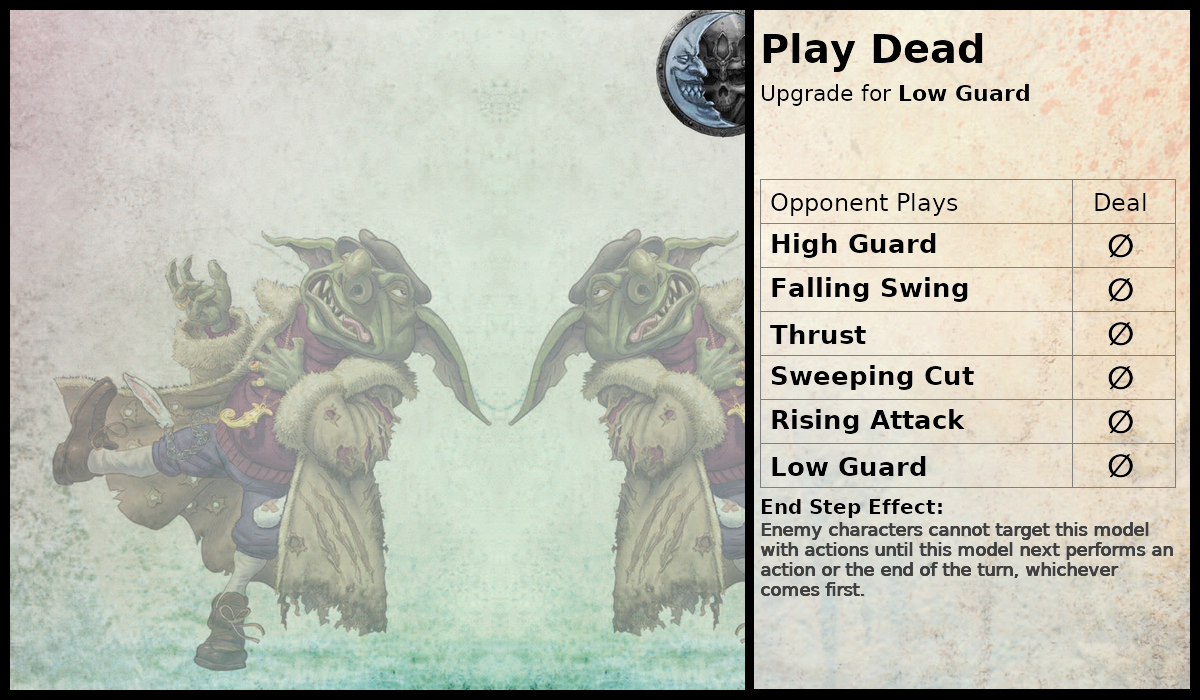 Play Dead
Upgrade for Low Guard
Opponent Plays Deal
High Guard ∅
Falling Swing ∅
Thrust ∅
Sweeping Cut ∅
Rising Attack ∅
Low Guard ∅
End Step Effect:
Enemy characters cannot target this model
with actions until this model next performs an
action or the end of the turn, whichever
comes first.